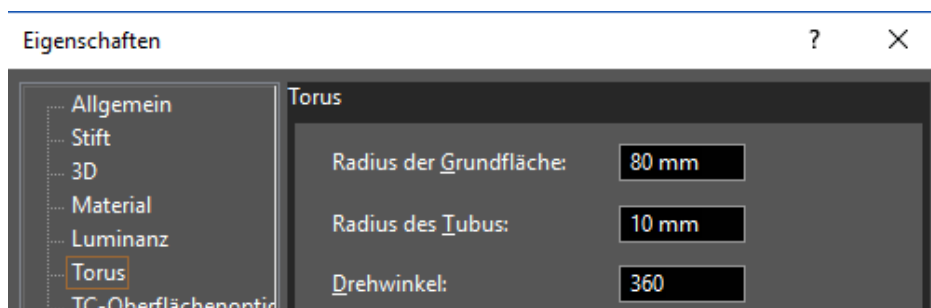 Eigenschaften ? ×
Allgemein
Stift
3D
Material
Luminanz
Torus
Torus
Radius der Grundfläche: 80 mm
Radius des Tubus: 10 mm
Drehwinkel: 360